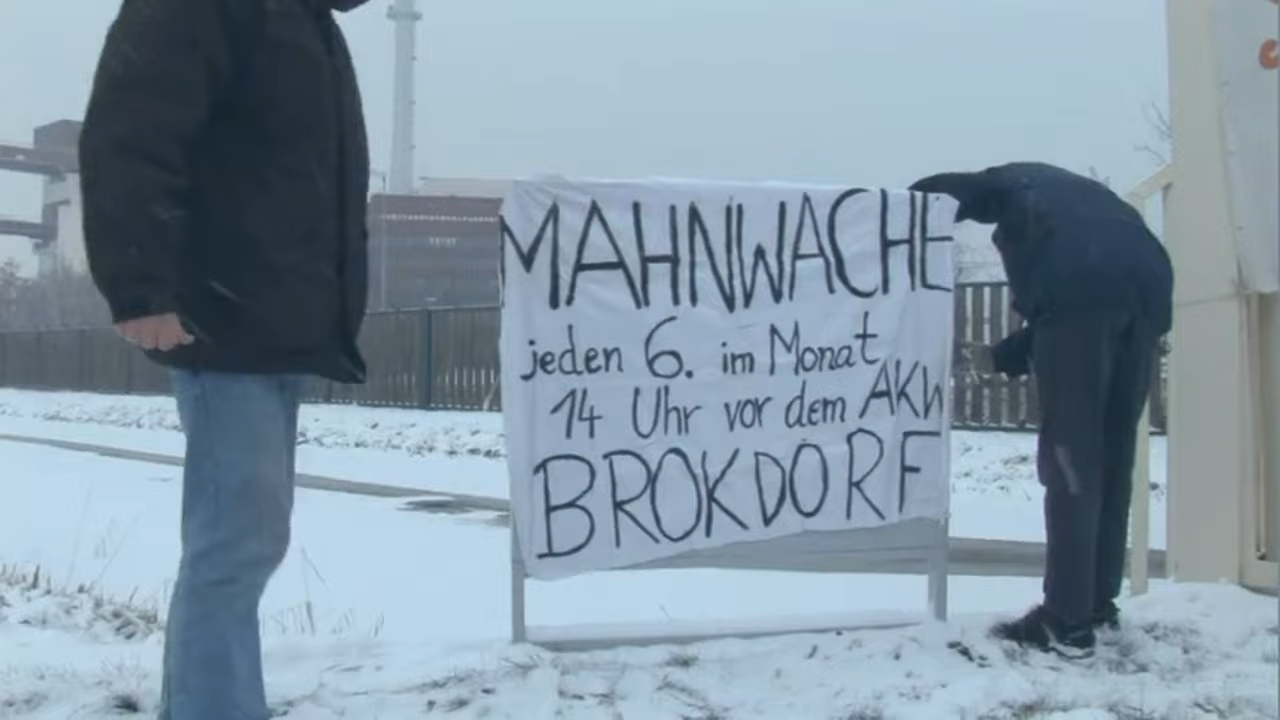 MAHNWACHE
jeden 6. im Monat
14 Uhr vor dem AKW
BROKDORF